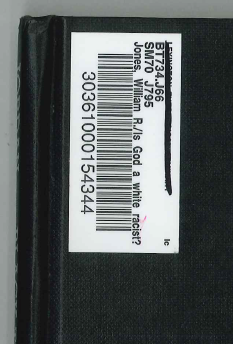 BT734.J66
SM70 J795
Jones, William R./Is God a white racist?
30361000154344
lc